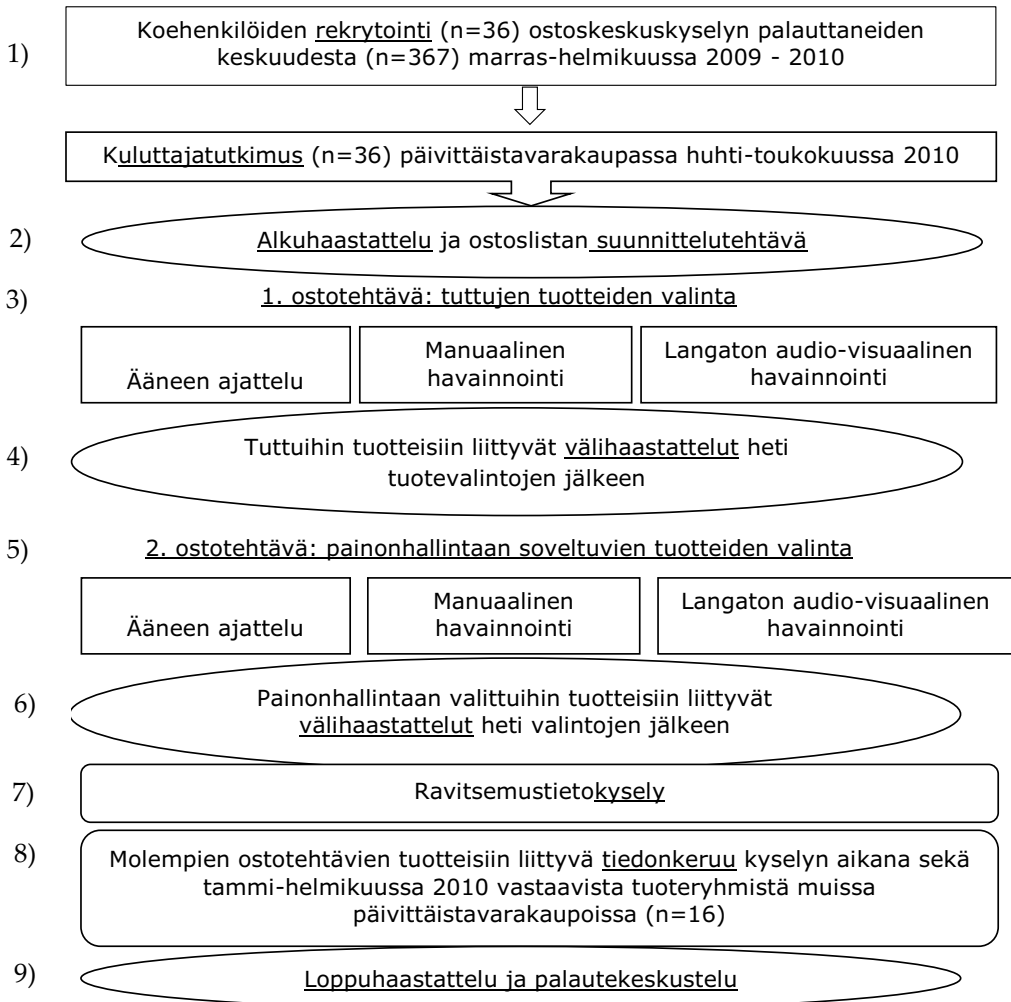 1)
Koehenkilöiden rekrytointi (n=36) ostoskeskuskyselyn palauttaneiden
keskuudesta (n=367) marras-helmikuussa 2009 - 2010
Kuluttajatutkimus (n=36) päivittäistavarakaupassa huhti-toukokuussa 2010
2)
Alkuhaastattelu ja ostoslistan suunnittelutehtävä
3)
1. ostotehtävä: tuttujen tuotteiden valinta
Ääneen ajattelu
Manuaalinen
havainnointi
Langaton audio-visuaalinen
havainnointi
4)
Tuttuihin tuotteisiin liittyvät välihaastattelut heti
tuotevalintojen jälkeen
5)
2. ostotehtävä: painonhallintaan soveltuvien tuotteiden valinta
Ääneen ajattelu
Manuaalinen
havainnointi
Langaton audio-visuaalinen
havainnointi
6)
Painonhallintaan valittuihin tuotteisiin liittyvät
välihaastattelut heti valintojen jälkeen
7)
Ravitsemustietokysely
8)
Molempien ostotehtävien tuotteisiin liittyvä tiedonkeruu kyselyn aikana sekä
tammi-helmikuussa 2010 vastaavista tuoteryhmistä muissa
päivittäistavarakaupoissa (n=16)
9)
Loppuhaastattelu ja palautekeskustelu